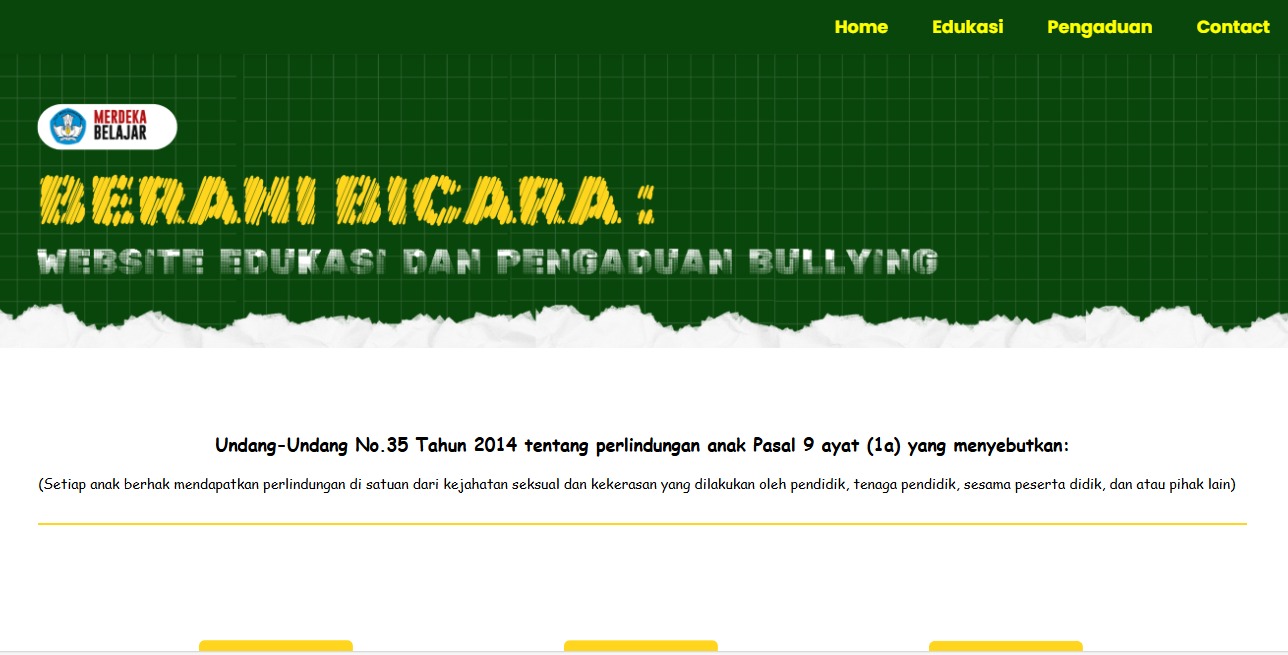 Home Edukasi Pengaduan Contact
MERDEKA
BELAJAR
BERANI BICARA :
WEBSITE EDUKASI DAN PENGADUAN BULLYING
Undang-Undang No.35 Tahun 2014 tentang perlindungan anak Pasal 9 ayat (1a) yang menyebutkan:
(Setiap anak berhak mendapatkan perlindungan di satuan dari kejahatan seksual dan kekerasan yang dilakukan oleh pendidik, tenaga pendidik, sesama peserta didik, dan atau pihak lain)